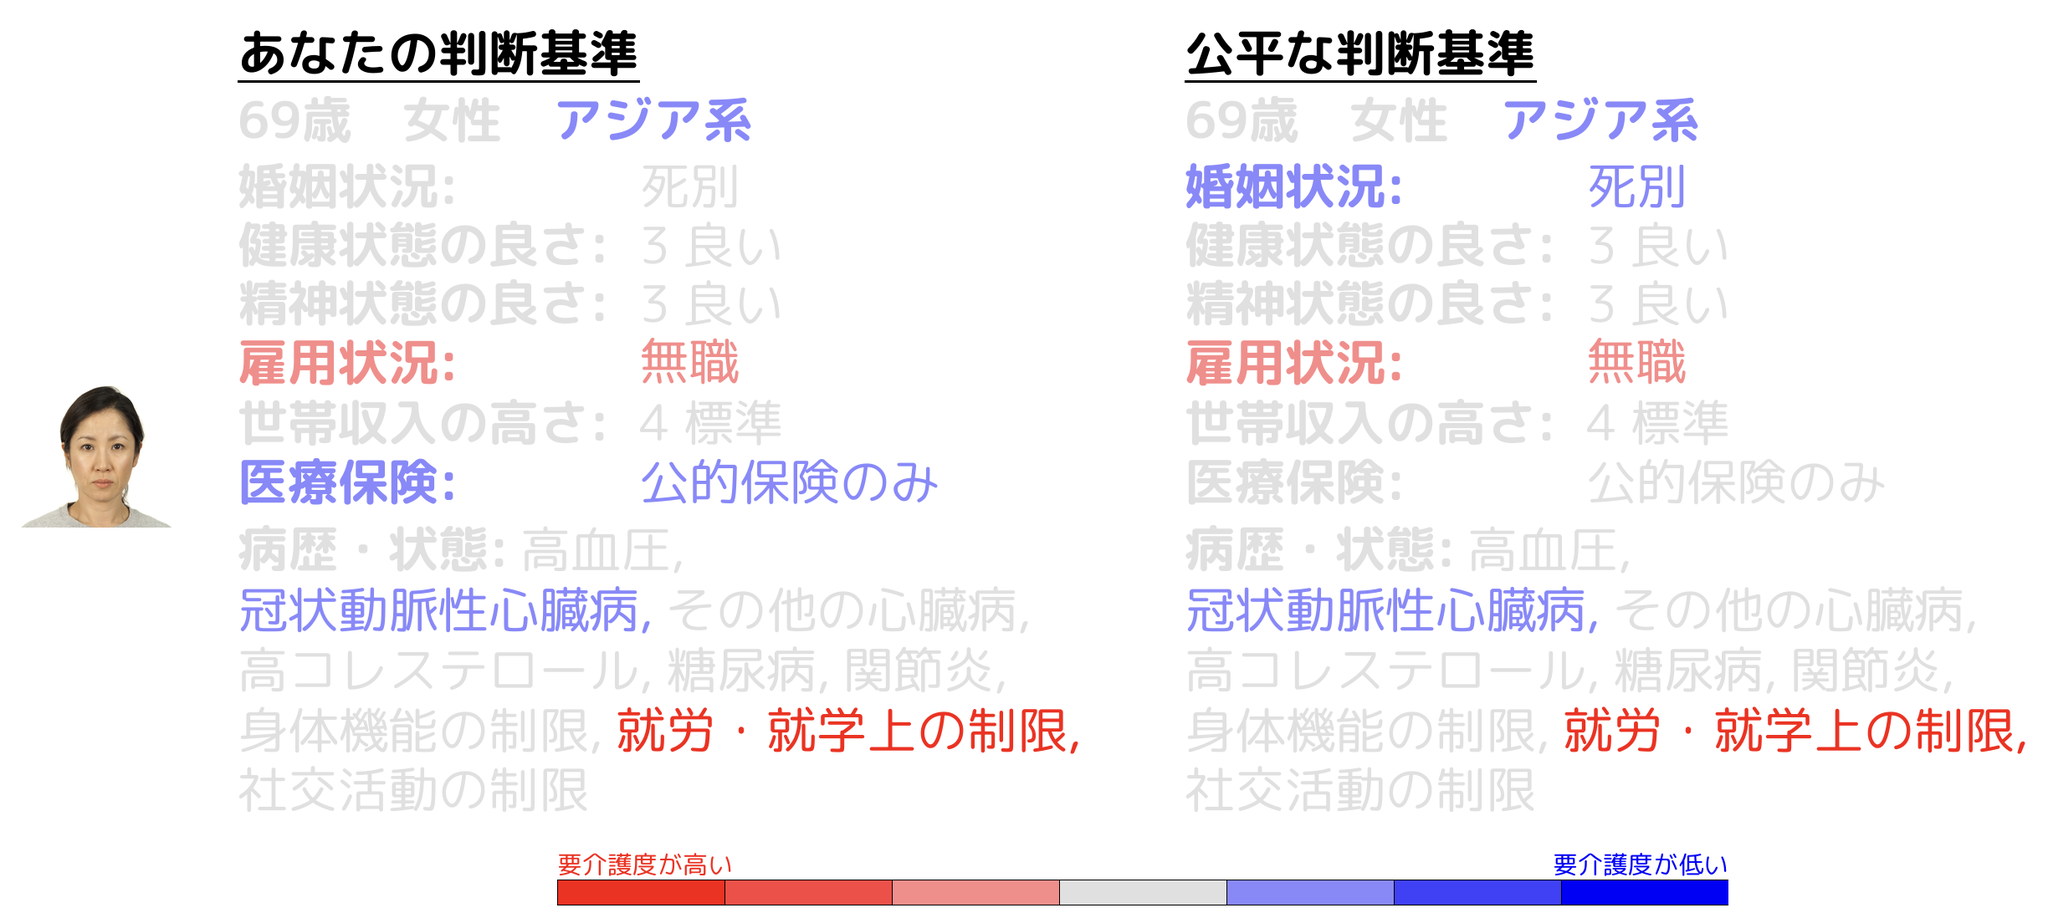 あなたの判断基準
69歳 女性 アジア系
婚姻状況: 死別
健康状態の良さ: 3 良い
精神状態の良さ: 3 良い
雇用状況: 無職
世帯収入の高さ: 4 標準
医療保険: 公的保険のみ
病歴・状態: 高血圧,
冠状動脈性心臓病, その他の心臓病,
高コレステロール, 糖尿病, 関節炎,
身体機能の制限, 就労・就学上の制限,
社交活動の制限
公平な判断基準
69歳 女性 アジア系
婚姻状況: 死別
健康状態の良さ: 3 良い
精神状態の良さ: 3 良い
雇用状況: 無職
世帯収入の高さ: 4 標準
医療保険: 公的保険のみ
病歴・状態: 高血圧,
冠状動脈性心臓病, その他の心臓病,
高コレステロール, 糖尿病, 関節炎,
身体機能の制限, 就労・就学上の制限,
社交活動の制限
要介護度が高い
要介護度が低い